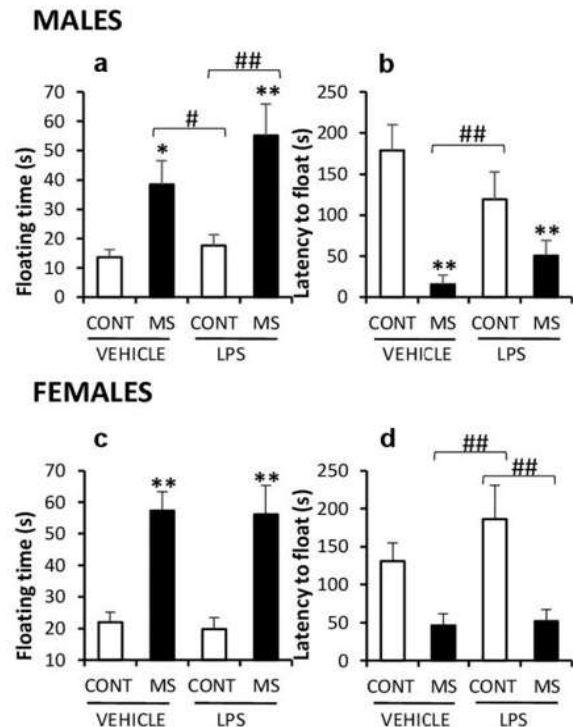 MALES
a
b
##
#
##
*
**
**
**
Floating time (s)
70
60
50
40
30
20
10
0
Latency to float (s)
250
200
150
100
50
0
CONT MS CONT MS
VEHICLE LPS
CONT MS CONT MS
VEHICLE LPS
FEMALES
c
d
##
##
**
**
Floating time (s)
70
60
50
40
30
20
10
Latency to float (s)
250
200
150
100
50
0
CONT MS CONT MS
VEHICLE LPS
CONT MS CONT MS
VEHICLE LPS